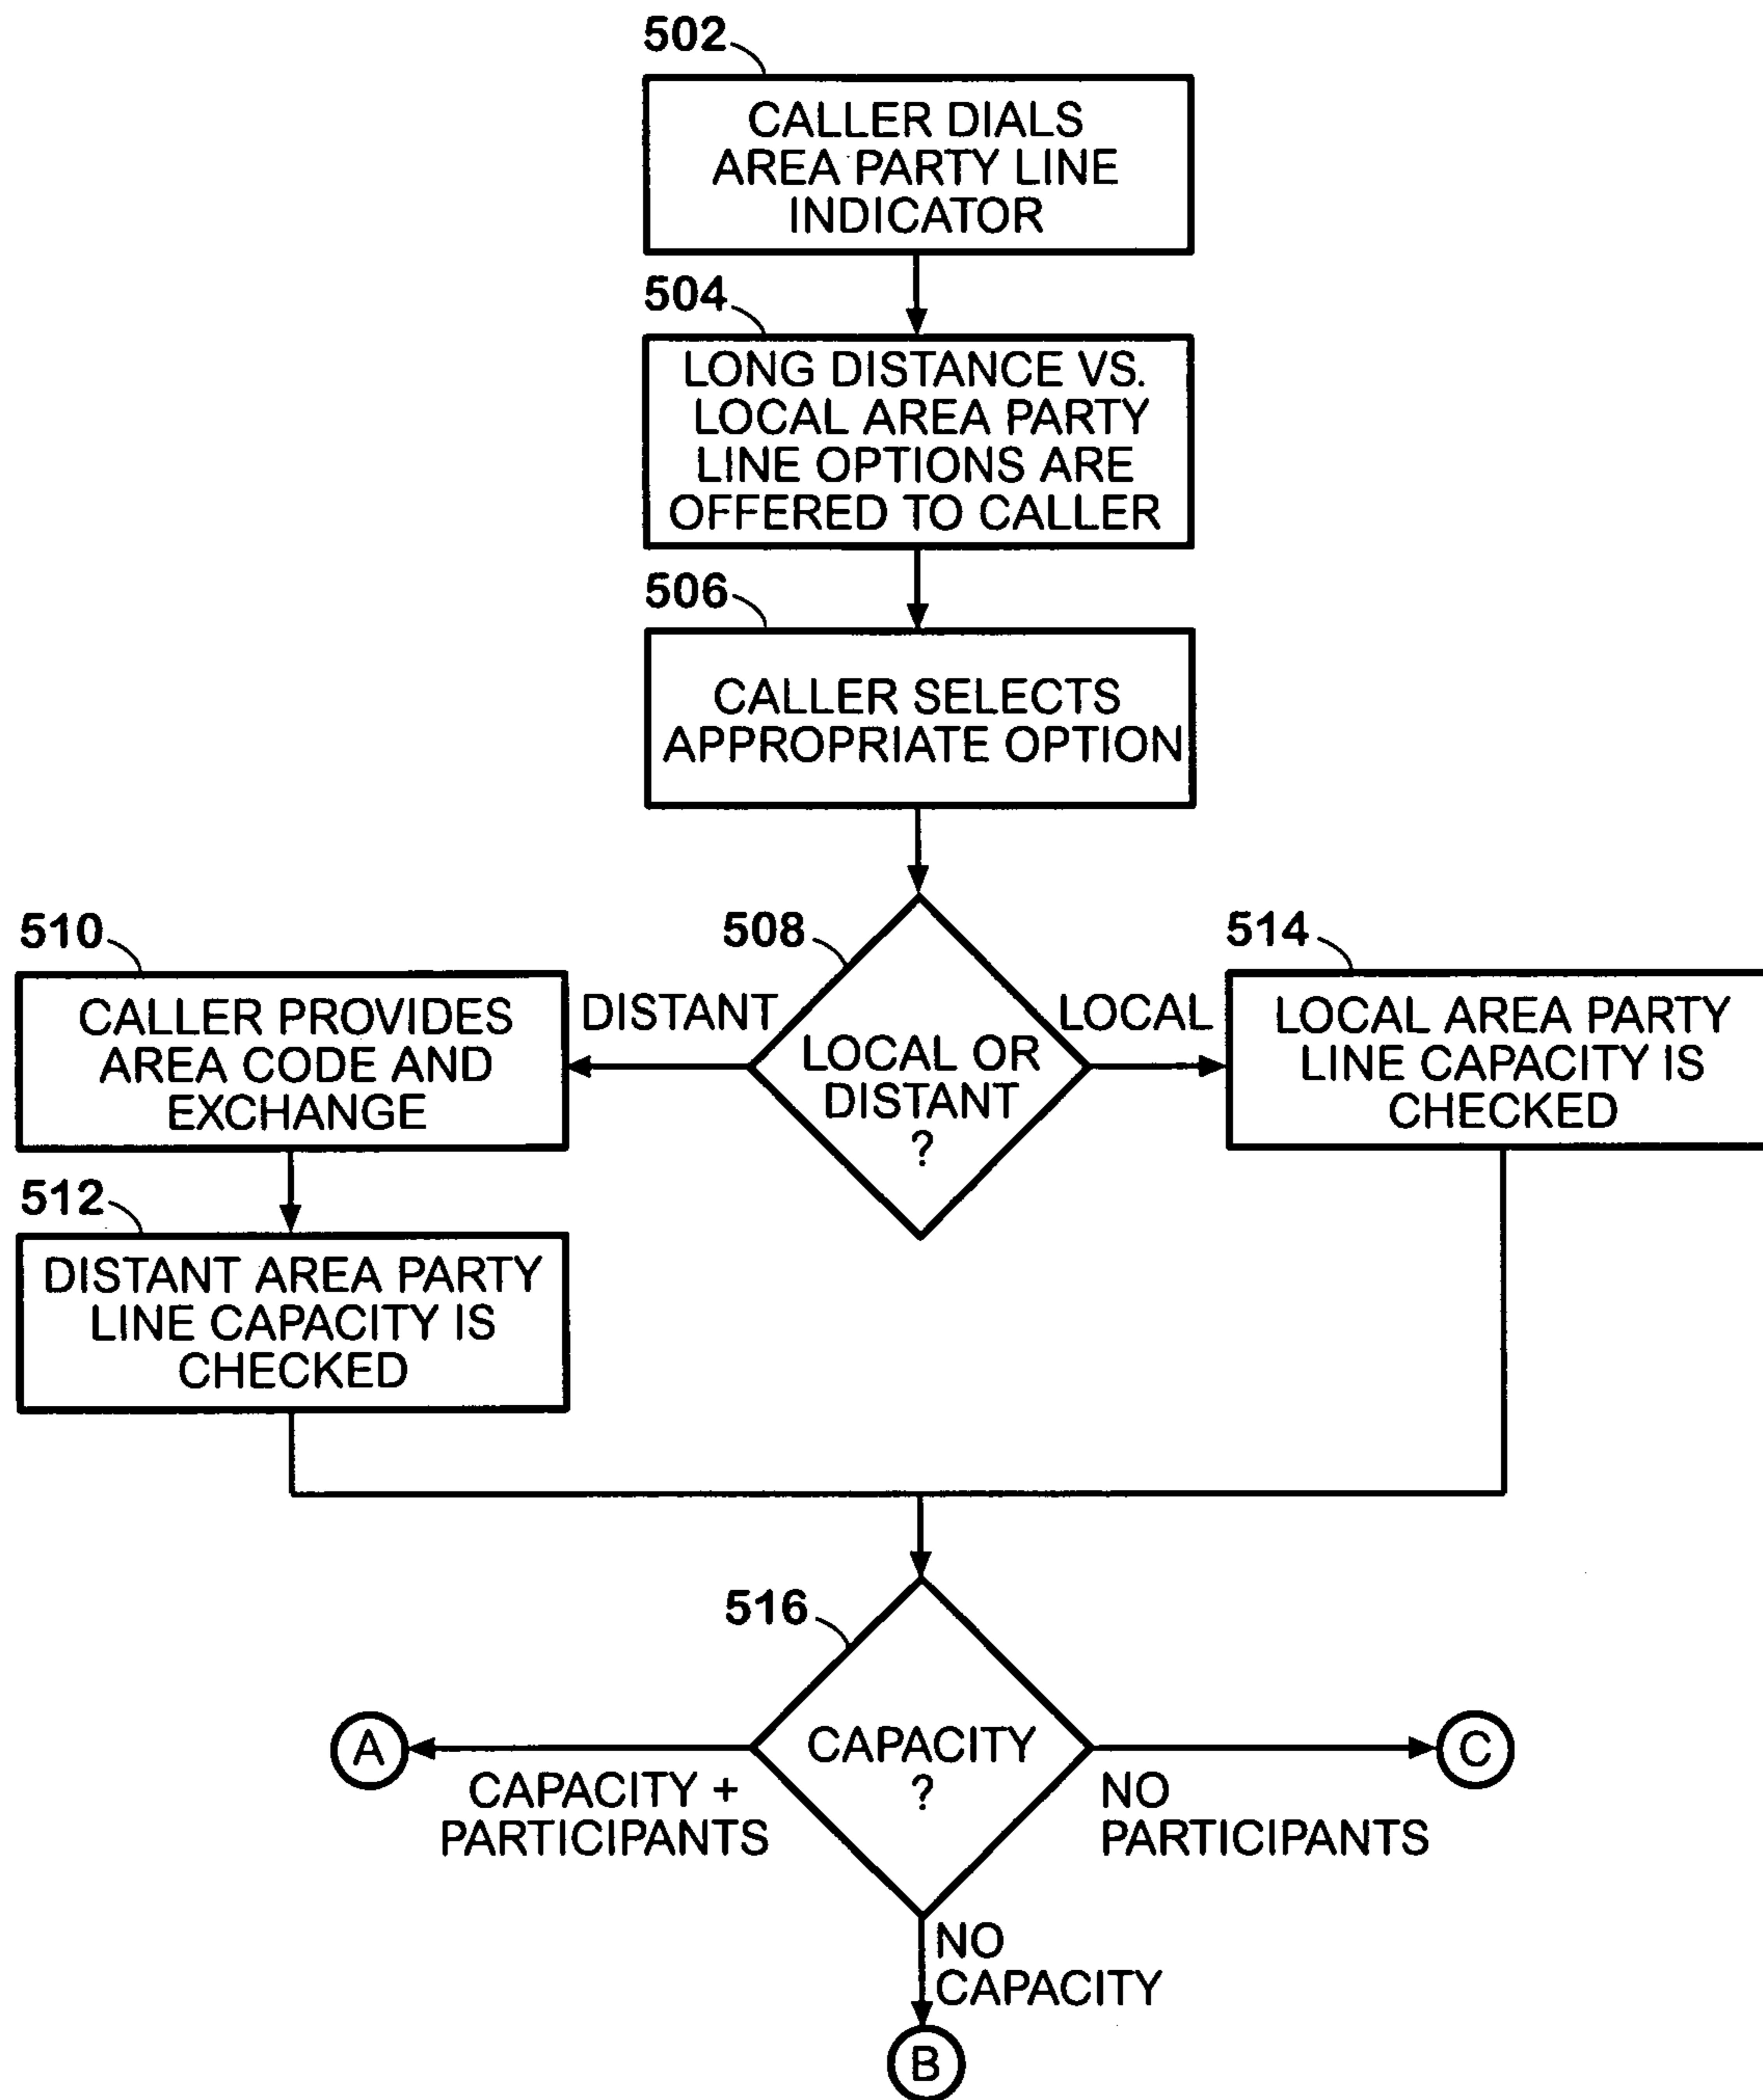 502
CALLER DIALS
AREA PARTY LINE
INDICATOR
504
LONG DISTANCE VS.
LOCAL AREA PARTY
LINE OPTIONS ARE
OFFERED TO CALLER
506
CALLER SELECTS
APPROPRIATE OPTION
508
LOCAL OR
DISTANT
?
DISTANT
LOCAL
510
CALLER PROVIDES
AREA CODE AND
EXCHANGE
514
LOCAL AREA PARTY
LINE CAPACITY IS
CHECKED
512
DISTANT AREA PARTY
LINE CAPACITY IS
CHECKED
516
CAPACITY
?
A
CAPACITY +
PARTICIPANTS
C
NO
PARTICIPANTS
NO
CAPACITY
B